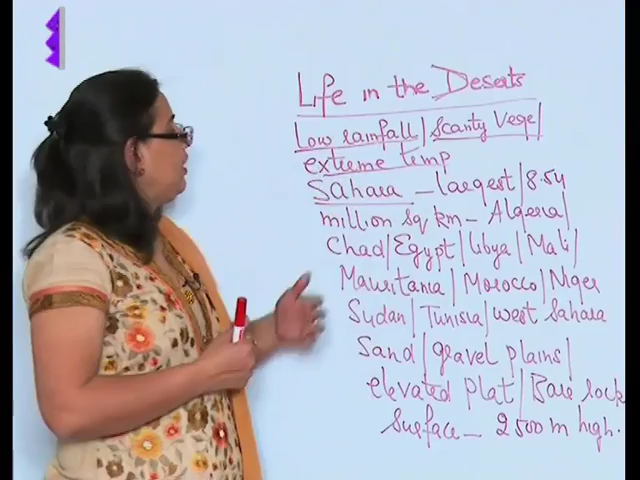 Life in the Deserts
Low rainfall | Scanty Vege |
extreme temp
Sahara - largest | 8.54
million sq km - Algeria |
Chad | Egypt | Libya | Mali |
Mauritania | Morocco | Niger
Sudan | Tunisia | west Sahara
Sand | gravel plains |
elevated plat | Bare rock
surface - 2500 m high.